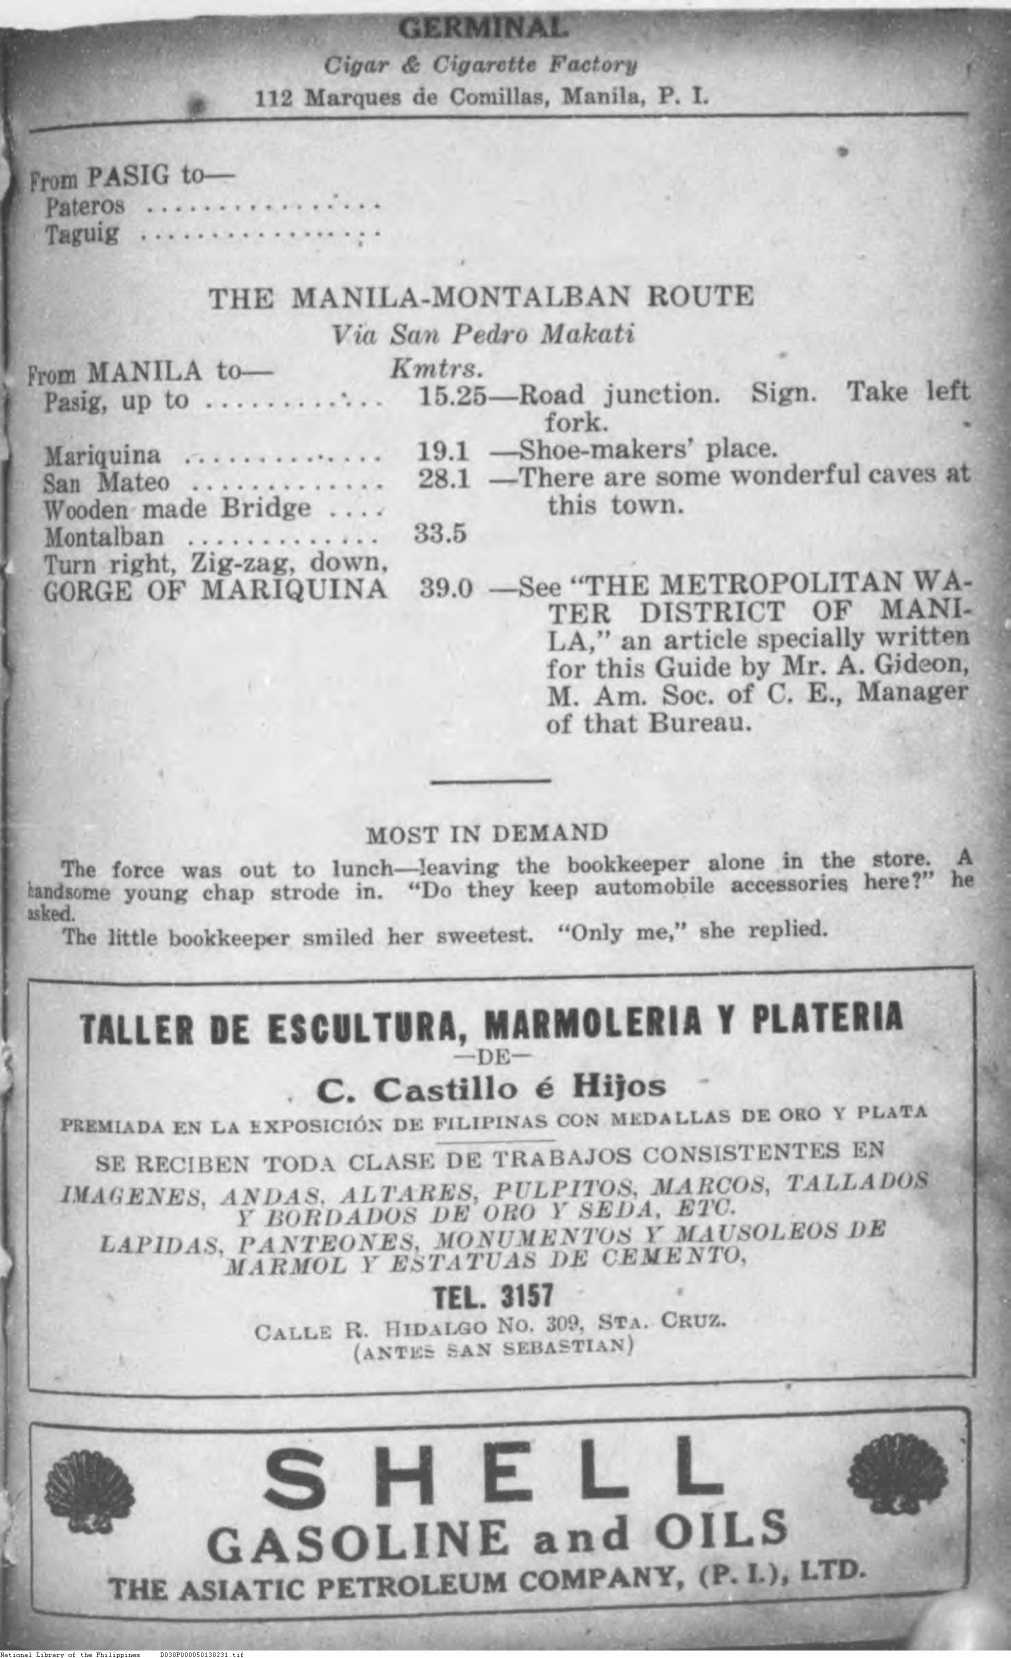 GERMINAL
Cigar & Cigarette Factory
112 Marques de Comillas, Manila, P. I.
From PASIG to—
Pateros .................
Taguig .................
THE MANILA-MONTALBAN ROUTE
Via San Pedro Makati
From MANILA to— Kmtrs.
Pasig, up to ............. 15.25—Road junction. Sign. Take left
fork.
Mariquina .............. 19.1 —Shoe-makers' place.
San Mateo ............. 28.1 —There are some wonderful caves at
Wooden made Bridge .... this town.
Montalban ............. 33.5
Turn right, Zig-zag, down,
GORGE OF MARIQUINA 39.0 —See "THE METROPOLITAN WA-
TER DISTRICT OF MANI-
LA," an article specially written
for this Guide by Mr. A. Gideon,
M. Am. Soc. of C. E., Manager
of that Bureau.
MOST IN DEMAND
The force was out to lunch—leaving the bookkeeper alone in the store. A
handsome young chap strode in. "Do they keep automobile accessories here?" he
asked.
The little bookkeeper smiled her sweetest. "Only me," she replied.
TALLER DE ESCULTURA, MARMOLERIA Y PLATERIA
—DE—
C. Castillo é Hijos
PREMIADA EN LA EXPOSICIÓN DE FILIPINAS CON MEDALLAS DE ORO Y PLATA
SE RECIBEN TODA CLASE DE TRABAJOS CONSISTENTES EN
IMAGENES, ANDAS, ALTARES, PULPITOS, MARCOS, TALLADOS
Y BORDADOS DE ORO Y SEDA, ETC.
LAPIDAS, PANTEONES, MONUMENTOS Y MAUSOLEOS DE
MARMOL Y ESTATUAS DE CEMENTO,
TEL. 3157
CALLE R. HIDALGO NO. 309, STA. CRUZ.
(ANTES SAN SEBASTIAN)
SHELL
GASOLINE and OILS
THE ASIATIC PETROLEUM COMPANY, (P. I.), LTD.
National Library of the Philippines D038P000050138231.tif